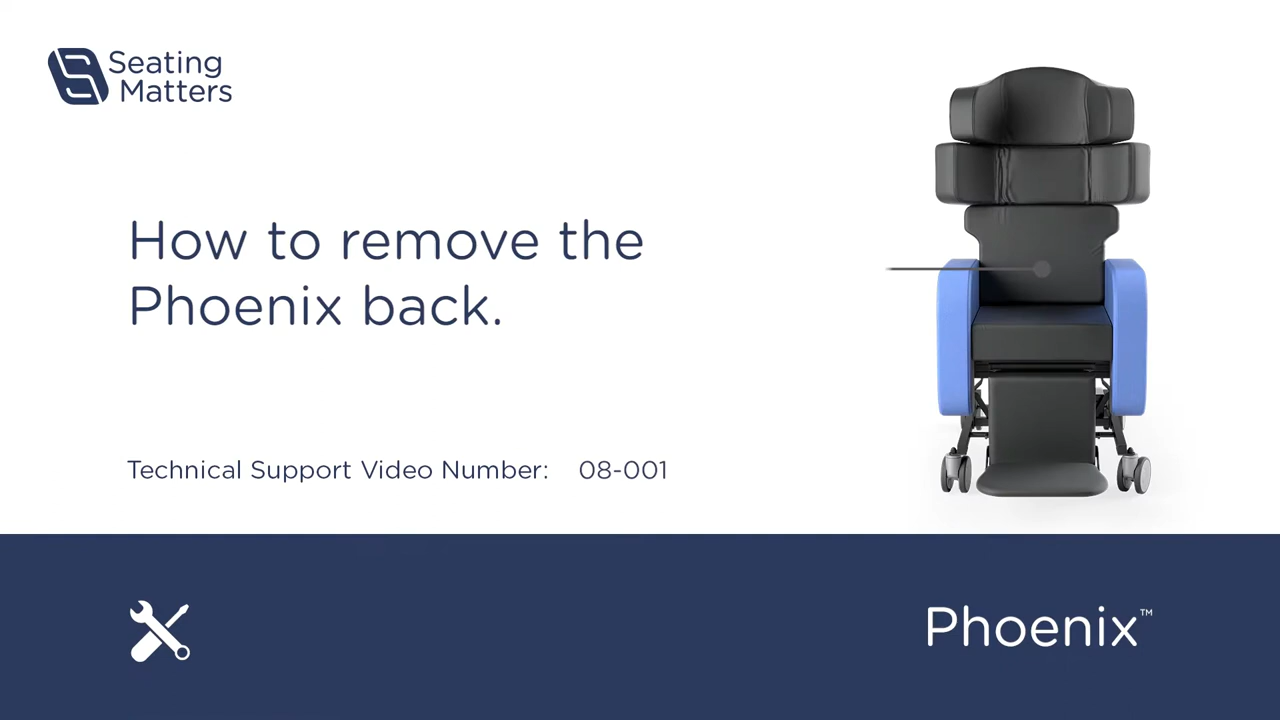 Seating
Matters
How to remove the
Phoenix back.
Technical Support Video Number: 08-001
Phoenix™